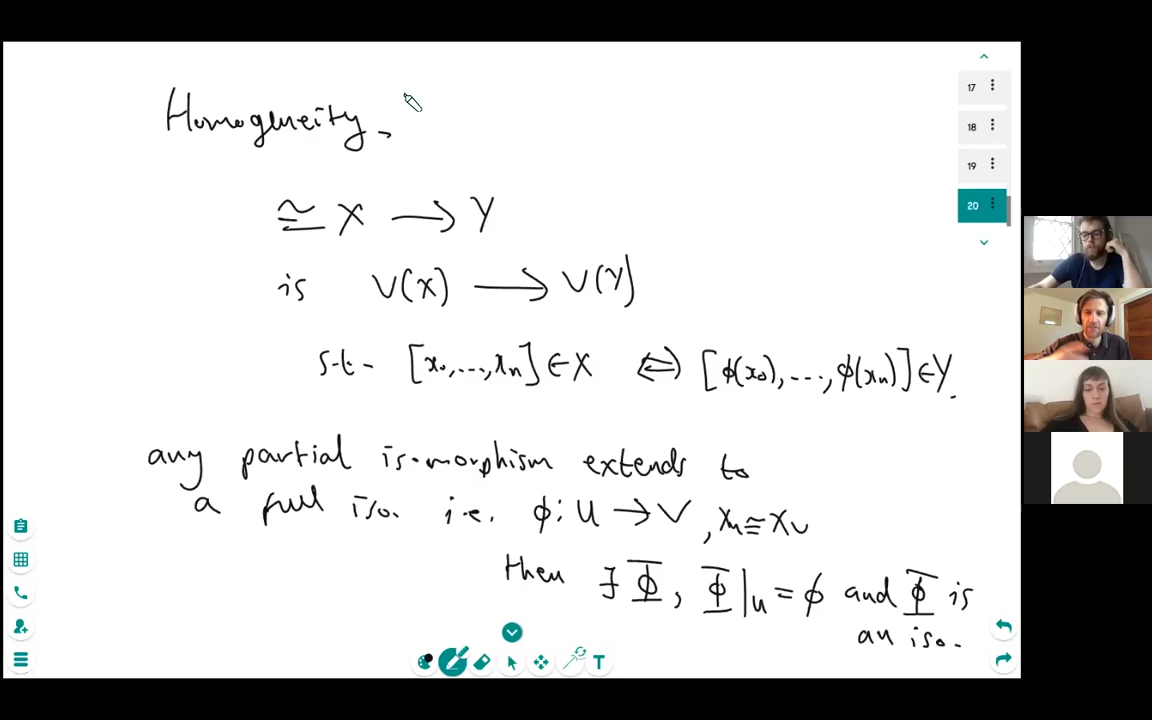 Homogeneity.
≅ X → Y
is V(X) → V(Y)
s.t. [x₀,...,xₙ] ∈ X ⇔ [ϕ(x₀),...,ϕ(xₙ)] ∈ Y.
any partial isomorphism extends to
a full iso. i.e. ϕ: U → V, X_U ≅ X_V
then ∃ Φ, Φ|_U = ϕ and Φ is
an iso.
17
18
19
20
T